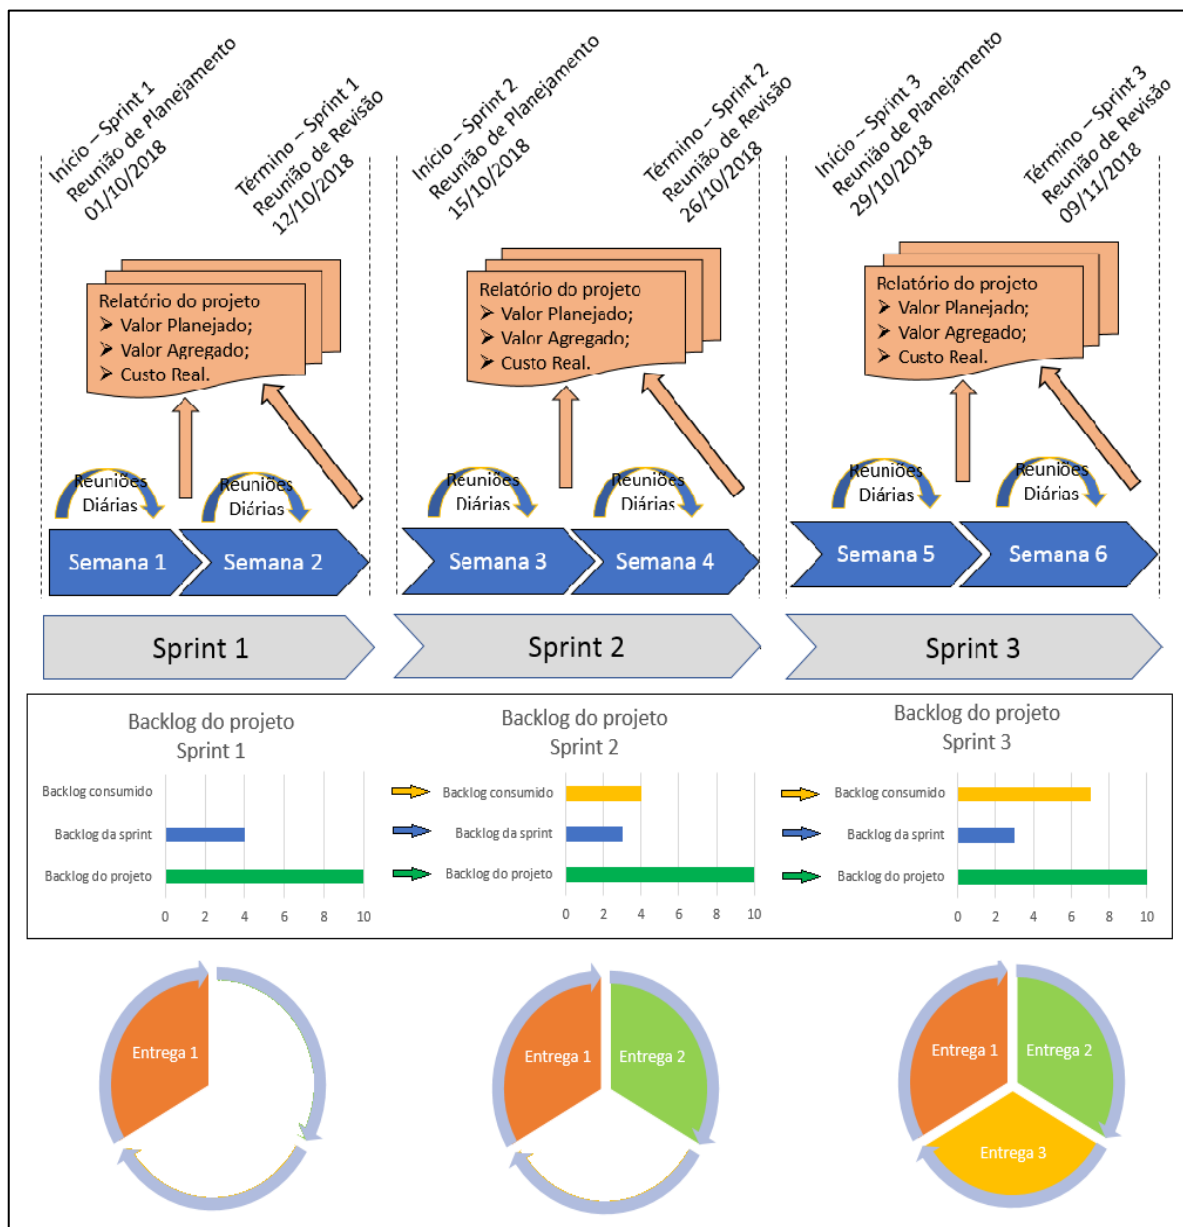 Início – Sprint 1
Reunião de Planejamento
01/10/2018
Término – Sprint 1
Reunião de Revisão
12/10/2018
Início – Sprint 2
Reunião de Planejamento
15/10/2018
Término – Sprint 2
Reunião de Revisão
26/10/2018
Início – Sprint 3
Reunião de Planejamento
29/10/2018
Término – Sprint 3
Reunião de Revisão
09/11/2018
Relatório do projeto
➢ Valor Planejado;
➢ Valor Agregado;
➢ Custo Real.
Relatório do projeto
➢ Valor Planejado;
➢ Valor Agregado;
➢ Custo Real.
Relatório do projeto
➢ Valor Planejado;
➢ Valor Agregado;
➢ Custo Real.
Reuniões
Diárias
Reuniões
Diárias
Reuniões
Diárias
Reuniões
Diárias
Reuniões
Diárias
Reuniões
Diárias
Semana 1
Semana 2
Semana 3
Semana 4
Semana 5
Semana 6
Sprint 1
Sprint 2
Sprint 3
Backlog do projeto
Sprint 1
Backlog consumido
Backlog da sprint
Backlog do projeto
0 2 4 6 8 10
Backlog do projeto
Sprint 2
Backlog consumido
Backlog da sprint
Backlog do projeto
0 2 4 6 8 10
Backlog do projeto
Sprint 3
Backlog consumido
Backlog da sprint
Backlog do projeto
0 2 4 6 8 10
Entrega 1
Entrega 1
Entrega 2
Entrega 1
Entrega 2
Entrega 3